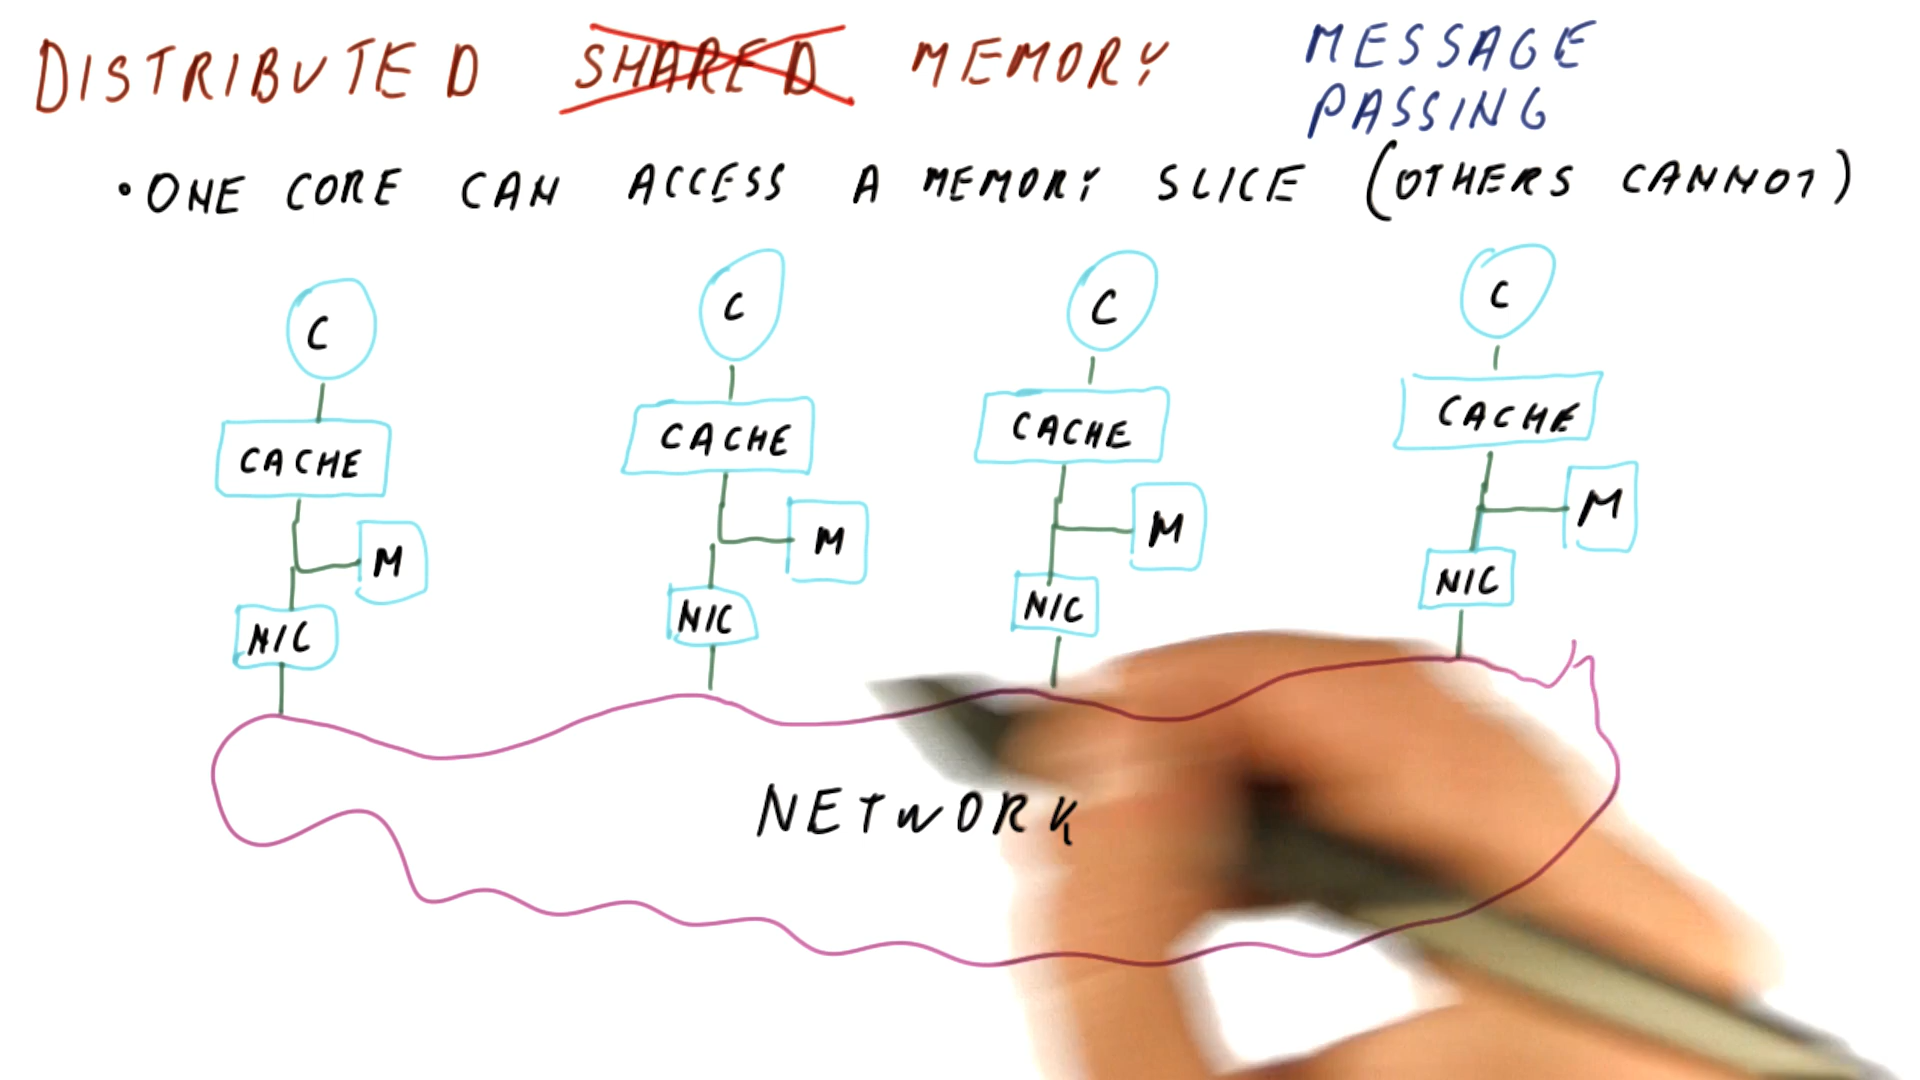 DISTRIBUTED SHARED MEMORY
MESSAGE
PASSING
• ONE CORE CAN ACCESS A MEMORY SLICE (OTHERS CANNOT)
C C C C
CACHE CACHE CACHE CACHE
M M M M
NIC NIC NIC NIC
NETWORK